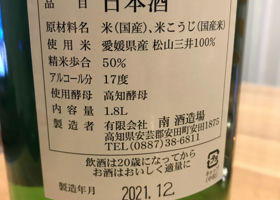 品目 日本酒
原材料名 米(国産)、米こうじ(国産米)
使用米 愛媛県産 松山三井100%
精米歩合 50%
アルコール分 17度
使用酵母 高知酵母
内容量 1.8L
製造者 有限会社 南 酒造場
高知県安芸郡安田町安田1875
TEL(0887)38-6811
飲酒は20歳になってから
お酒はおいしく適量に
製造年月 2021.12.